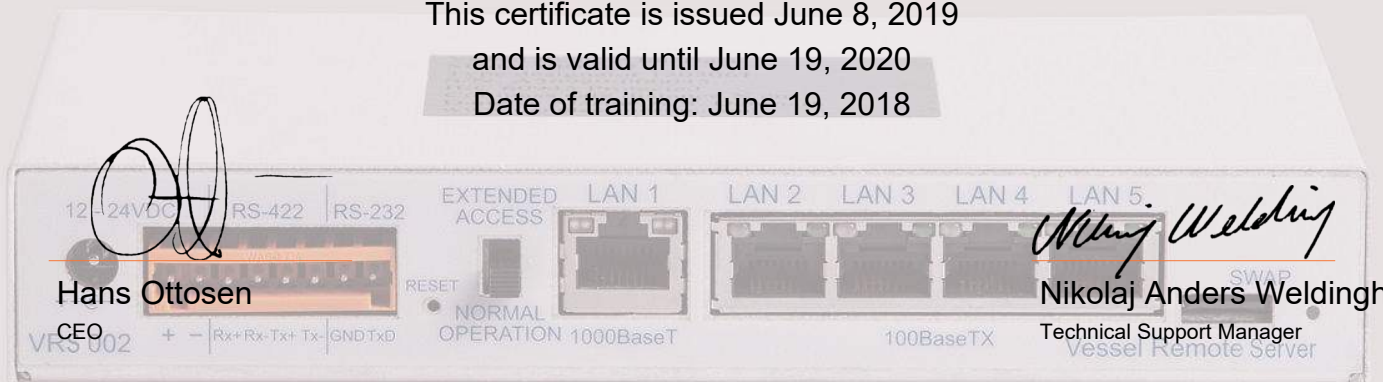 This certificate is issued June 8, 2019
and is valid until June 19, 2020
Date of training: June 19, 2018
12 - 24VDC RS-422 RS-232
EXTENDED
ACCESS
LAN 1 LAN 2 LAN 3 LAN 4 LAN 5
RESET
SWAP
Hans Ottosen
CEO
Nikolaj Anders Weldingh
Technical Support Manager
VRS 002
+ - Rx+ Rx- Tx+ Tx- GND TxD
NORMAL
OPERATION
1000BaseT
100BaseTX
Vessel Remote Server